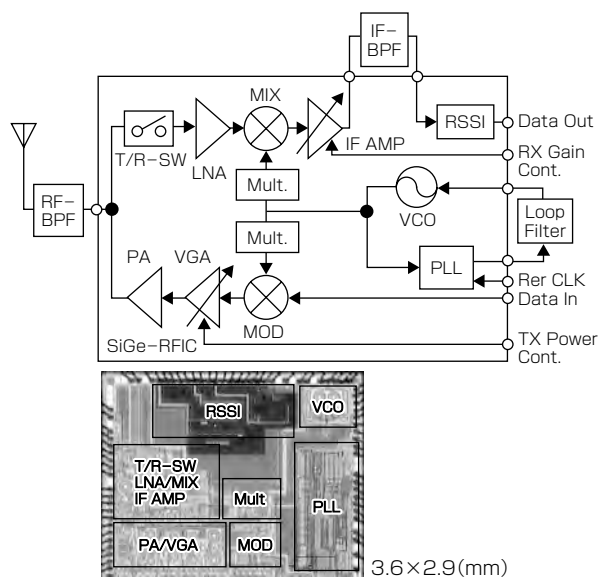 IF-
BPF
MIX
RSSI
Data Out
T/R-SW
LNA
IF AMP
RX Gain
Cont.
Mult.
RF-
BPF
VCO
Loop
Filter
Mult.
PA
VGA
PLL
Rer CLK
Data In
SiGe-RFIC
MOD
TX Power
Cont.
RSSI
VCO
T/R-SW
LNA/MIX
IF AMP
Mult
PLL
PA/VGA
MOD
3.6×2.9(mm)